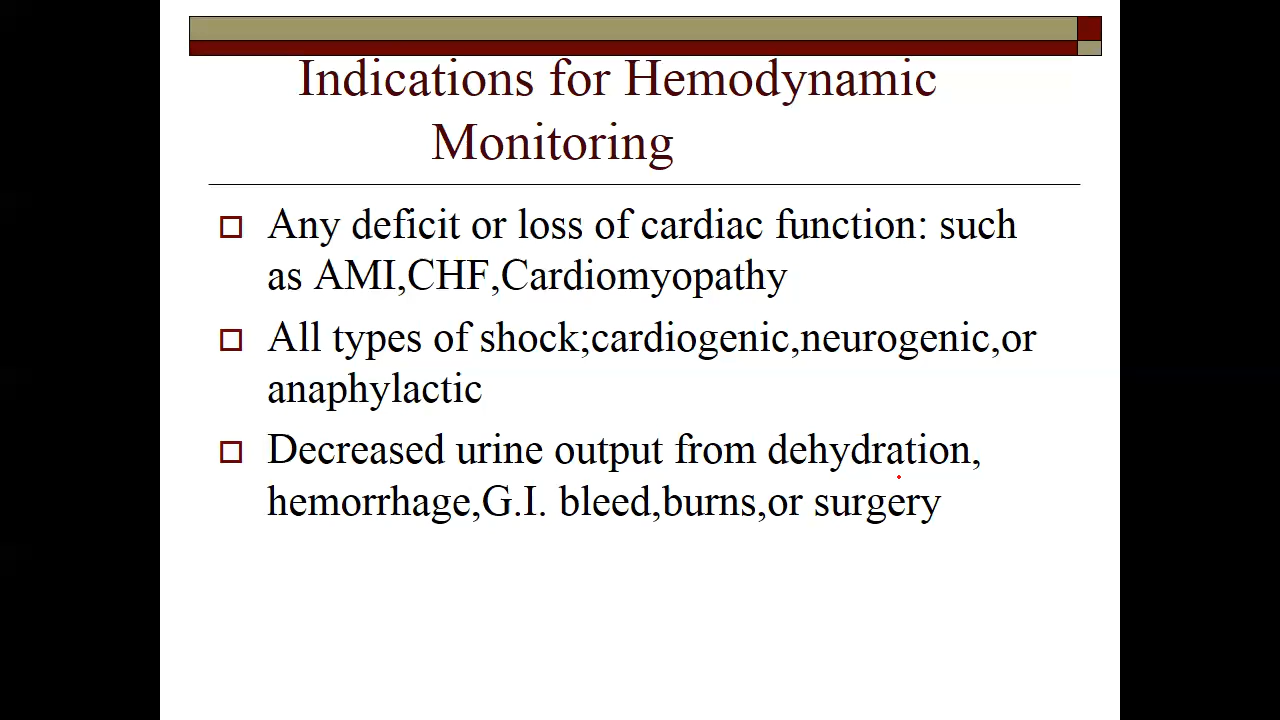 Indications for Hemodynamic
Monitoring
Any deficit or loss of cardiac function: such
as AMI,CHF,Cardiomyopathy
All types of shock;cardiogenic,neurogenic,or
anaphylactic
Decreased urine output from dehydration,
hemorrhage,G.I. bleed,burns,or surgery